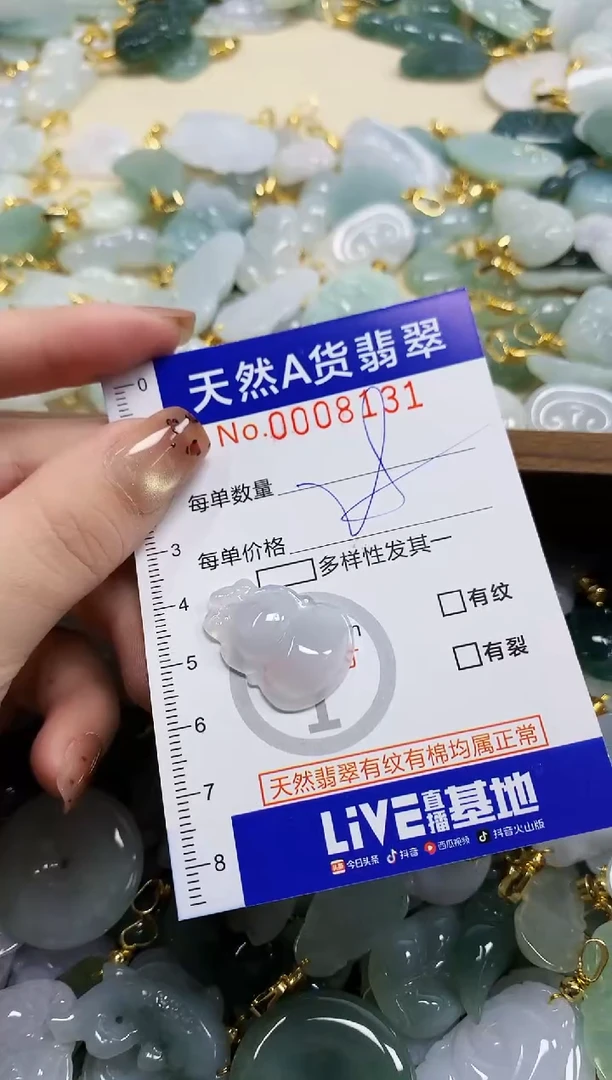 天然A货翡翠
No.0008131
0
每单数量
3
每单价格
多样性发其一
4
有纹
5
有裂
6
1
天然翡翠有纹有棉均属正常
7
LiVE直播基地
8
头条 今日头条 抖音 西瓜视频 抖音火山版